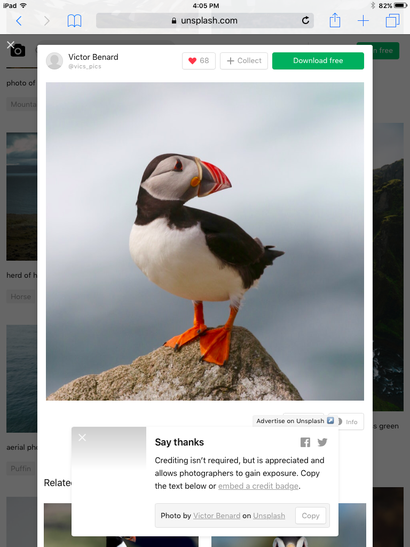 iPad
4:05 PM
82%
unsplash.com
Victor Benard
@vics_pics
68
Collect
Download free
n free
photo of
Mounta
herd of h
Horse
aerial pho
Puffin
s green
Advertise on Unsplash
Info
Say thanks
Crediting isn't required, but is appreciated and
allows photographers to gain exposure. Copy
the text below or embed a credit badge.
Relate
Photo by Victor Benard on Unsplash
Copy